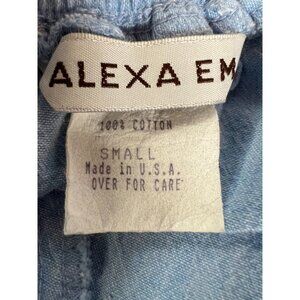 ALEXA EM
100% COTTON
SMALL
Made in U.S.A.
OVER FOR CARE